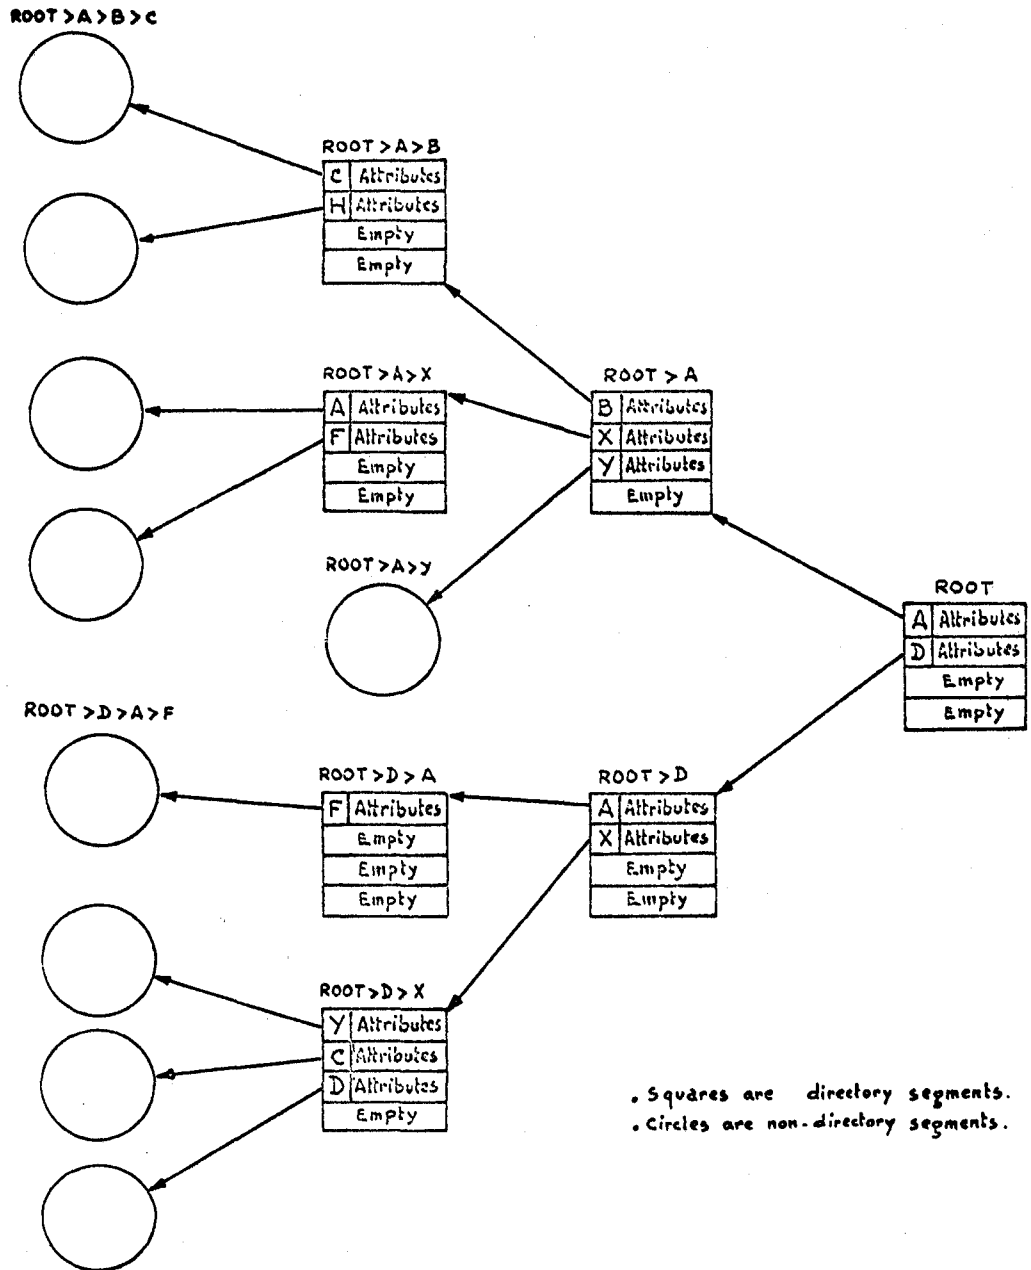 ROOT >A>B>C
ROOT >A>B
C Attributes
H Attributes
Empty
Empty
ROOT >A>X
A Attributes
F Attributes
Empty
Empty
ROOT > A
B Attributes
X Attributes
Y Attributes
Empty
ROOT >A>y
ROOT
A Attributes
D Attributes
Empty
Empty
ROOT >D>A>F
ROOT >D> A
F Attributes
Empty
Empty
Empty
ROOT >D
A Attributes
X Attributes
Empty
Empty
ROOT >D> X
Y Attributes
C Attributes
D Attributes
Empty
. Squares are directory segments.
. Circles are non-directory segments.